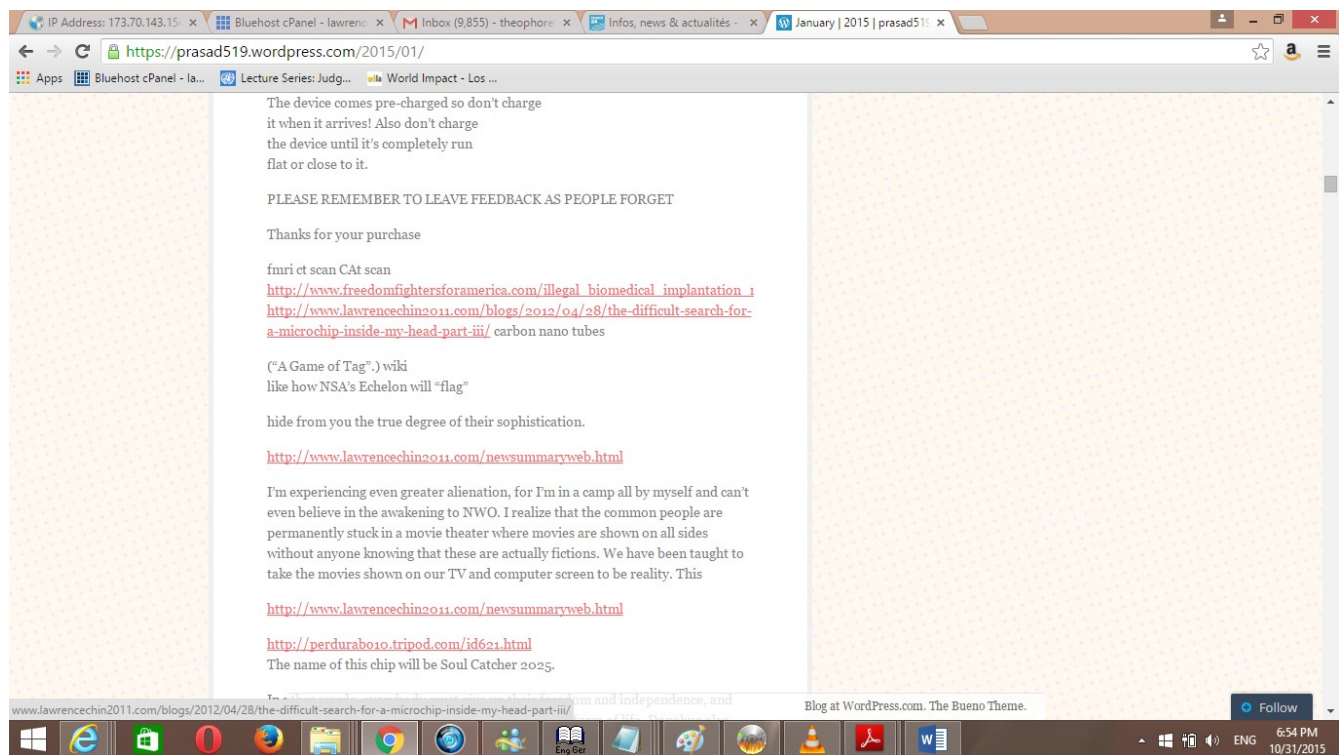 IP Address: 173.70.143.15
Bluehost cPanel - lawrenc
Inbox (9,855) - theophore
Infos, news & actualités -
January | 2015 | prasad519
https://prasad519.wordpress.com/2015/01/
Apps
Bluehost cPanel - la...
Lecture Series: Judg...
World Impact - Los ...
The device comes pre-charged so don't charge
it when it arrives! Also don't charge
the device until it's completely run
flat or close to it.
PLEASE REMEMBER TO LEAVE FEEDBACK AS PEOPLE FORGET
Thanks for your purchase
fmri ct scan CAt scan
http://www.freedomfightersforamerica.com/illegal_biomedical_implantation_1
http://www.lawrencechin2011.com/blogs/2012/04/28/the-difficult-search-for-
a-microchip-inside-my-head-part-iii/ carbon nano tubes
("A Game of Tag".) wiki
like how NSA's Echelon will "flag"
hide from you the true degree of their sophistication.
http://www.lawrencechin2011.com/newsummaryweb.html
I'm experiencing even greater alienation, for I'm in a camp all by myself and can't
even believe in the awakening to NWO. I realize that the common people are
permanently stuck in a movie theater where movies are shown on all sides
without anyone knowing that these are actually fictions. We have been taught to
take the movies shown on our TV and computer screen to be reality. This
http://www.lawrencechin2011.com/newsummaryweb.html
http://perdurabo10.tripod.com/id621.html
The name of this chip will be Soul Catcher 2025.
and independence, and
www.lawrencechin2011.com/blogs/2012/04/28/the-difficult-search-for-a-microchip-inside-my-head-part-iii/
Blog at WordPress.com. The Bueno Theme.
Follow
Eng Ger
ENG
6:54 PM
10/31/2015